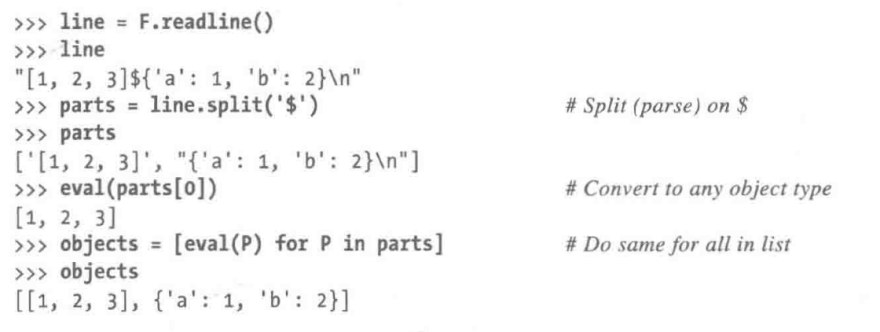 >>> line = F.readline()
>>> line
"[1, 2, 3]${'a': 1, 'b': 2}\n"
>>> parts = line.split('$') # Split (parse) on $
>>> parts
['[1, 2, 3]', "{'a': 1, 'b': 2}\n"]
>>> eval(parts[0]) # Convert to any object type
[1, 2, 3]
>>> objects = [eval(P) for P in parts] # Do same for all in list
>>> objects
[[1, 2, 3], {'a': 1, 'b': 2}]